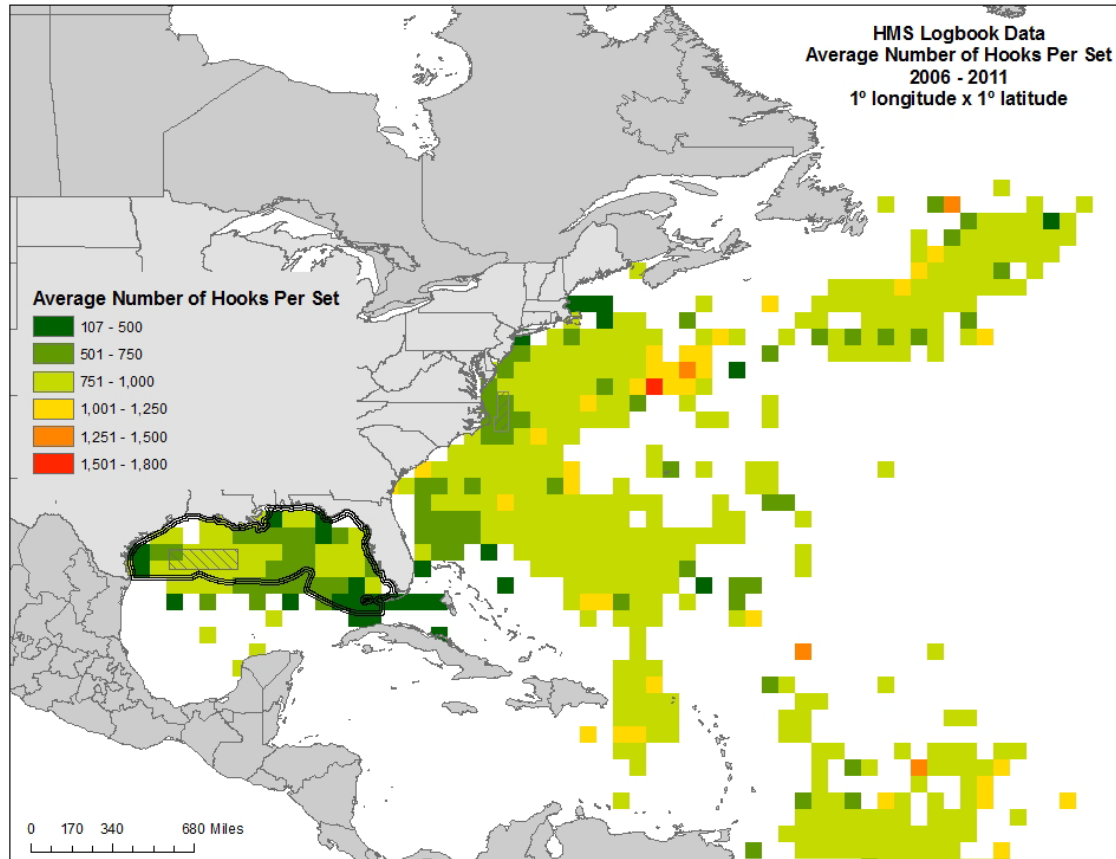 HMS Logbook Data
Average Number of Hooks Per Set
2006 - 2011
1º longitude x 1º latitude
Average Number of Hooks Per Set
107 - 500
501 - 750
751 - 1,000
1,001 - 1,250
1,251 - 1,500
1,501 - 1,800
0 170 340 680 Miles